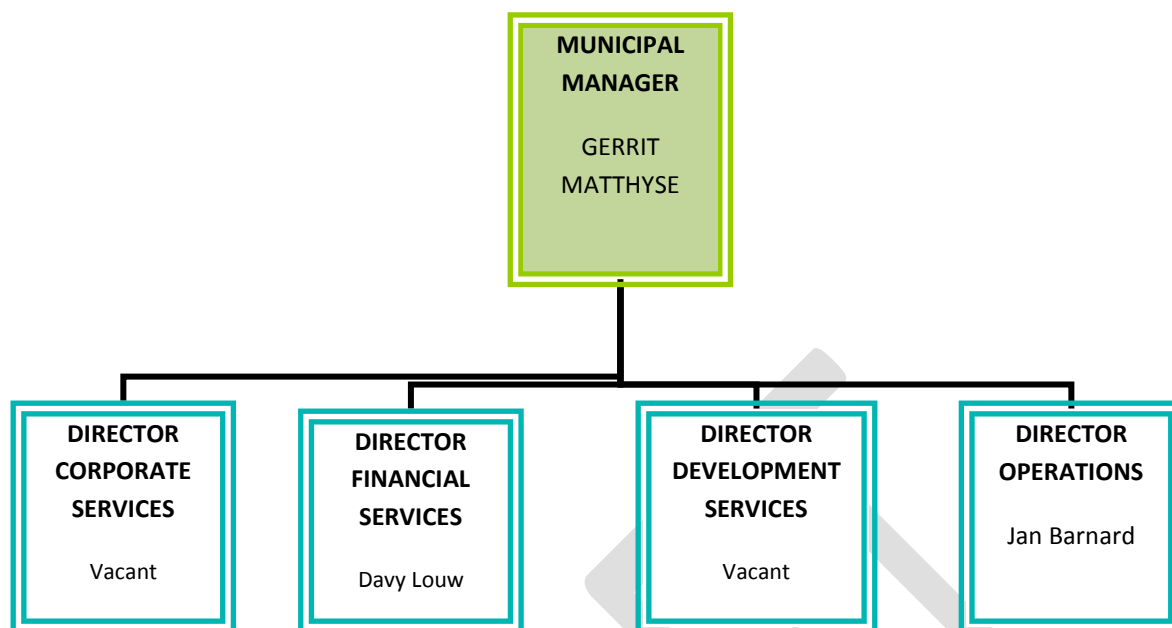 MUNICIPAL
MANAGER
GERRIT
MATTHYSE
DIRECTOR
CORPORATE
SERVICES
Vacant
DIRECTOR
FINANCIAL
SERVICES
Davy Louw
DIRECTOR
DEVELOPMENT
SERVICES
Vacant
DIRECTOR
OPERATIONS
Jan Barnard